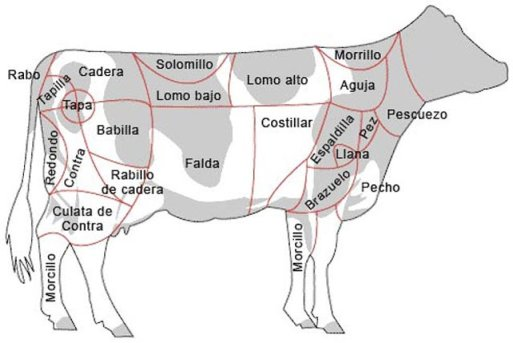 Rabo
Tapilla
Cadera
Solomillo
Lomo bajo
Lomo alto
Morrillo
Aguja
Pescuezo
Tapa
Babilla
Costillar
Espaldilla
Pez
Llana
Redondo
Contra
Rabillo
de cadera
Falda
Brazuelo
Pecho
Culata de
Contra
Morcillo
Morcillo